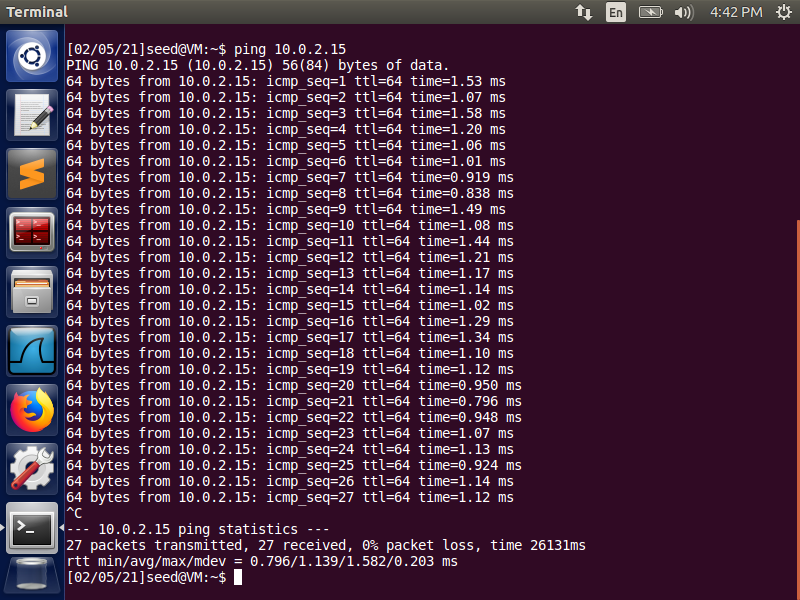 Terminal
En
4:42 PM
[02/05/21]seed@VM:~$ ping 10.0.2.15
PING 10.0.2.15 (10.0.2.15) 56(84) bytes of data.
64 bytes from 10.0.2.15: icmp_seq=1 ttl=64 time=1.53 ms
64 bytes from 10.0.2.15: icmp_seq=2 ttl=64 time=1.07 ms
64 bytes from 10.0.2.15: icmp_seq=3 ttl=64 time=1.58 ms
64 bytes from 10.0.2.15: icmp_seq=4 ttl=64 time=1.20 ms
64 bytes from 10.0.2.15: icmp_seq=5 ttl=64 time=1.06 ms
64 bytes from 10.0.2.15: icmp_seq=6 ttl=64 time=1.01 ms
64 bytes from 10.0.2.15: icmp_seq=7 ttl=64 time=0.919 ms
64 bytes from 10.0.2.15: icmp_seq=8 ttl=64 time=0.838 ms
64 bytes from 10.0.2.15: icmp_seq=9 ttl=64 time=1.49 ms
64 bytes from 10.0.2.15: icmp_seq=10 ttl=64 time=1.08 ms
64 bytes from 10.0.2.15: icmp_seq=11 ttl=64 time=1.44 ms
64 bytes from 10.0.2.15: icmp_seq=12 ttl=64 time=1.21 ms
64 bytes from 10.0.2.15: icmp_seq=13 ttl=64 time=1.17 ms
64 bytes from 10.0.2.15: icmp_seq=14 ttl=64 time=1.14 ms
64 bytes from 10.0.2.15: icmp_seq=15 ttl=64 time=1.02 ms
64 bytes from 10.0.2.15: icmp_seq=16 ttl=64 time=1.29 ms
64 bytes from 10.0.2.15: icmp_seq=17 ttl=64 time=1.34 ms
64 bytes from 10.0.2.15: icmp_seq=18 ttl=64 time=1.10 ms
64 bytes from 10.0.2.15: icmp_seq=19 ttl=64 time=1.12 ms
64 bytes from 10.0.2.15: icmp_seq=20 ttl=64 time=0.950 ms
64 bytes from 10.0.2.15: icmp_seq=21 ttl=64 time=0.796 ms
64 bytes from 10.0.2.15: icmp_seq=22 ttl=64 time=0.948 ms
64 bytes from 10.0.2.15: icmp_seq=23 ttl=64 time=1.07 ms
64 bytes from 10.0.2.15: icmp_seq=24 ttl=64 time=1.13 ms
64 bytes from 10.0.2.15: icmp_seq=25 ttl=64 time=0.924 ms
64 bytes from 10.0.2.15: icmp_seq=26 ttl=64 time=1.14 ms
64 bytes from 10.0.2.15: icmp_seq=27 ttl=64 time=1.12 ms
^C
--- 10.0.2.15 ping statistics ---
27 packets transmitted, 27 received, 0% packet loss, time 26131ms
rtt min/avg/max/mdev = 0.796/1.139/1.582/0.203 ms
[02/05/21]seed@VM:~$